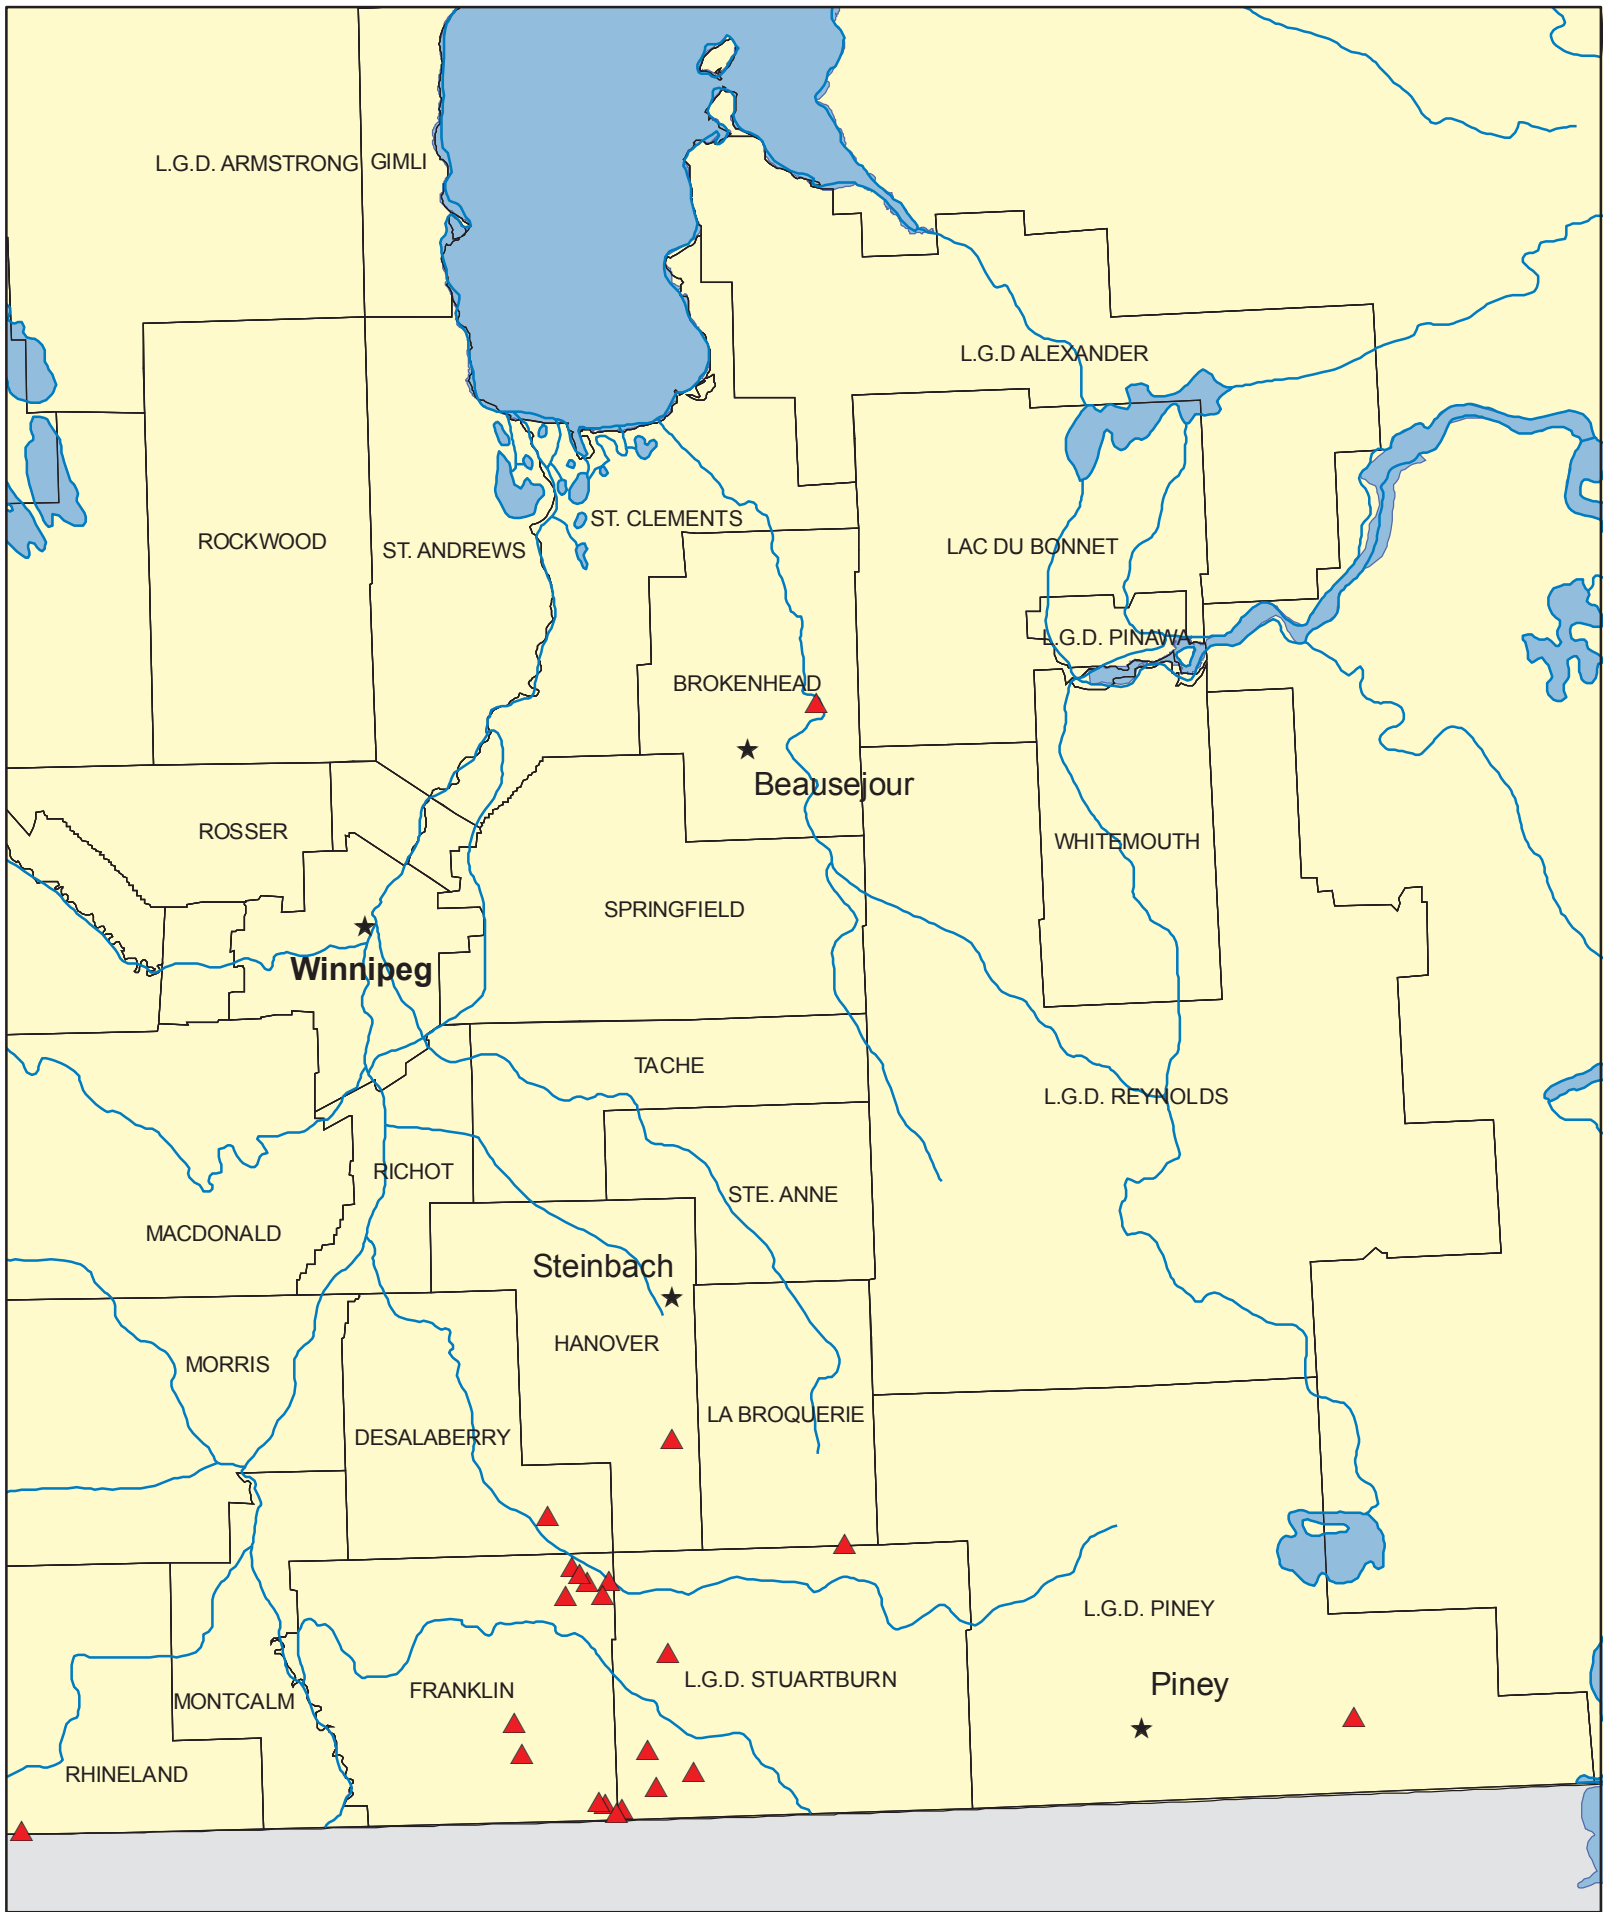 L.G.D. ARMSTRONG
GIMLI
L.G.D ALEXANDER
ST. CLEMENTS
ROCKWOOD
ST. ANDREWS
LAC DU BONNET
L.G.D. PINAWA
BROKENHEAD
Beausejour
ROSSER
WHITEMOUTH
SPRINGFIELD
Winnipeg
TACHE
L.G.D. REYNOLDS
RICHOT
STE. ANNE
MACDONALD
Steinbach
HANOVER
MORRIS
LA BROQUERIE
DESALABERRY
L.G.D. PINEY
L.G.D. STUARTBURN
Piney
FRANKLIN
MONTCALM
RHINELAND